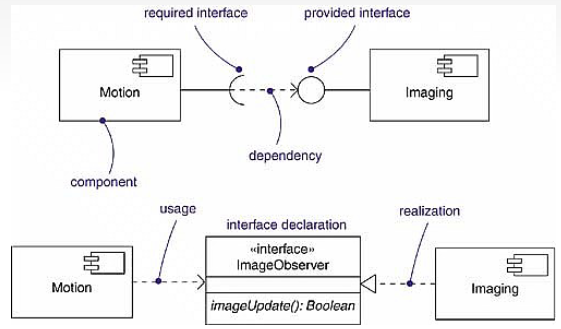 required interface
provided interface
Motion
Imaging
dependency
component
usage
interface declaration
realization
«interface»
ImageObserver
Motion
imageUpdate(): Boolean
Imaging